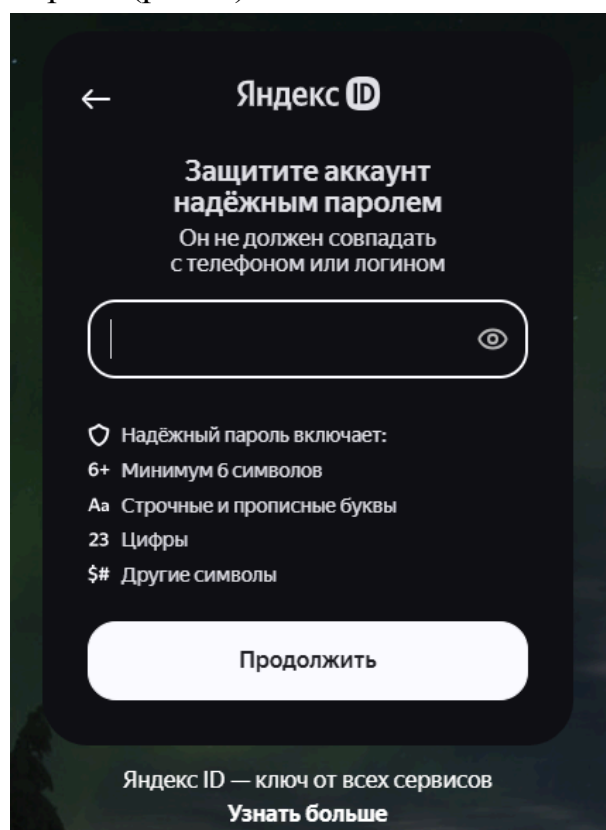 Яндекс ID
Защитите аккаунт
надёжным паролем
Он не должен совпадать
с телефоном или логином
Надёжный пароль включает:
6+ Минимум 6 символов
Aa Строчные и прописные буквы
23 Цифры
$# Другие символы
Продолжить
Яндекс ID — ключ от всех сервисов
Узнать больше